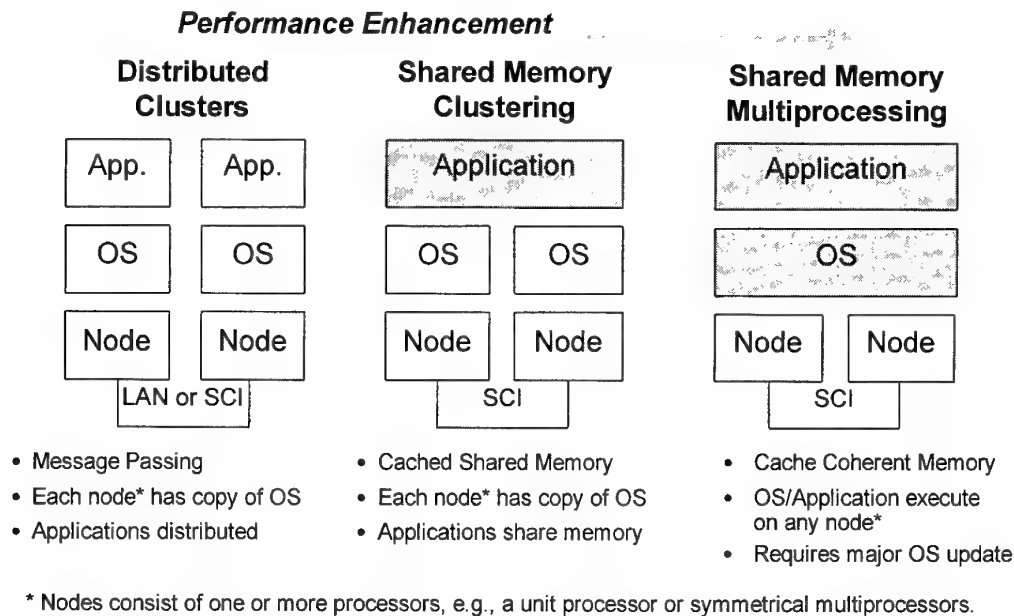 Performance Enhancement
Distributed
Clusters
App.
App.
OS
OS
Node
Node
LAN or SCI
• Message Passing
• Each node* has copy of OS
• Applications distributed
Shared Memory
Clustering
Application
OS
OS
Node
Node
SCI
• Cached Shared Memory
• Each node* has copy of OS
• Applications share memory
Shared Memory
Multiprocessing
Application
OS
Node
Node
SCI
• Cache Coherent Memory
• OS/Application execute
on any node*
• Requires major OS update
* Nodes consist of one or more processors, e.g., a unit processor or symmetrical multiprocessors.